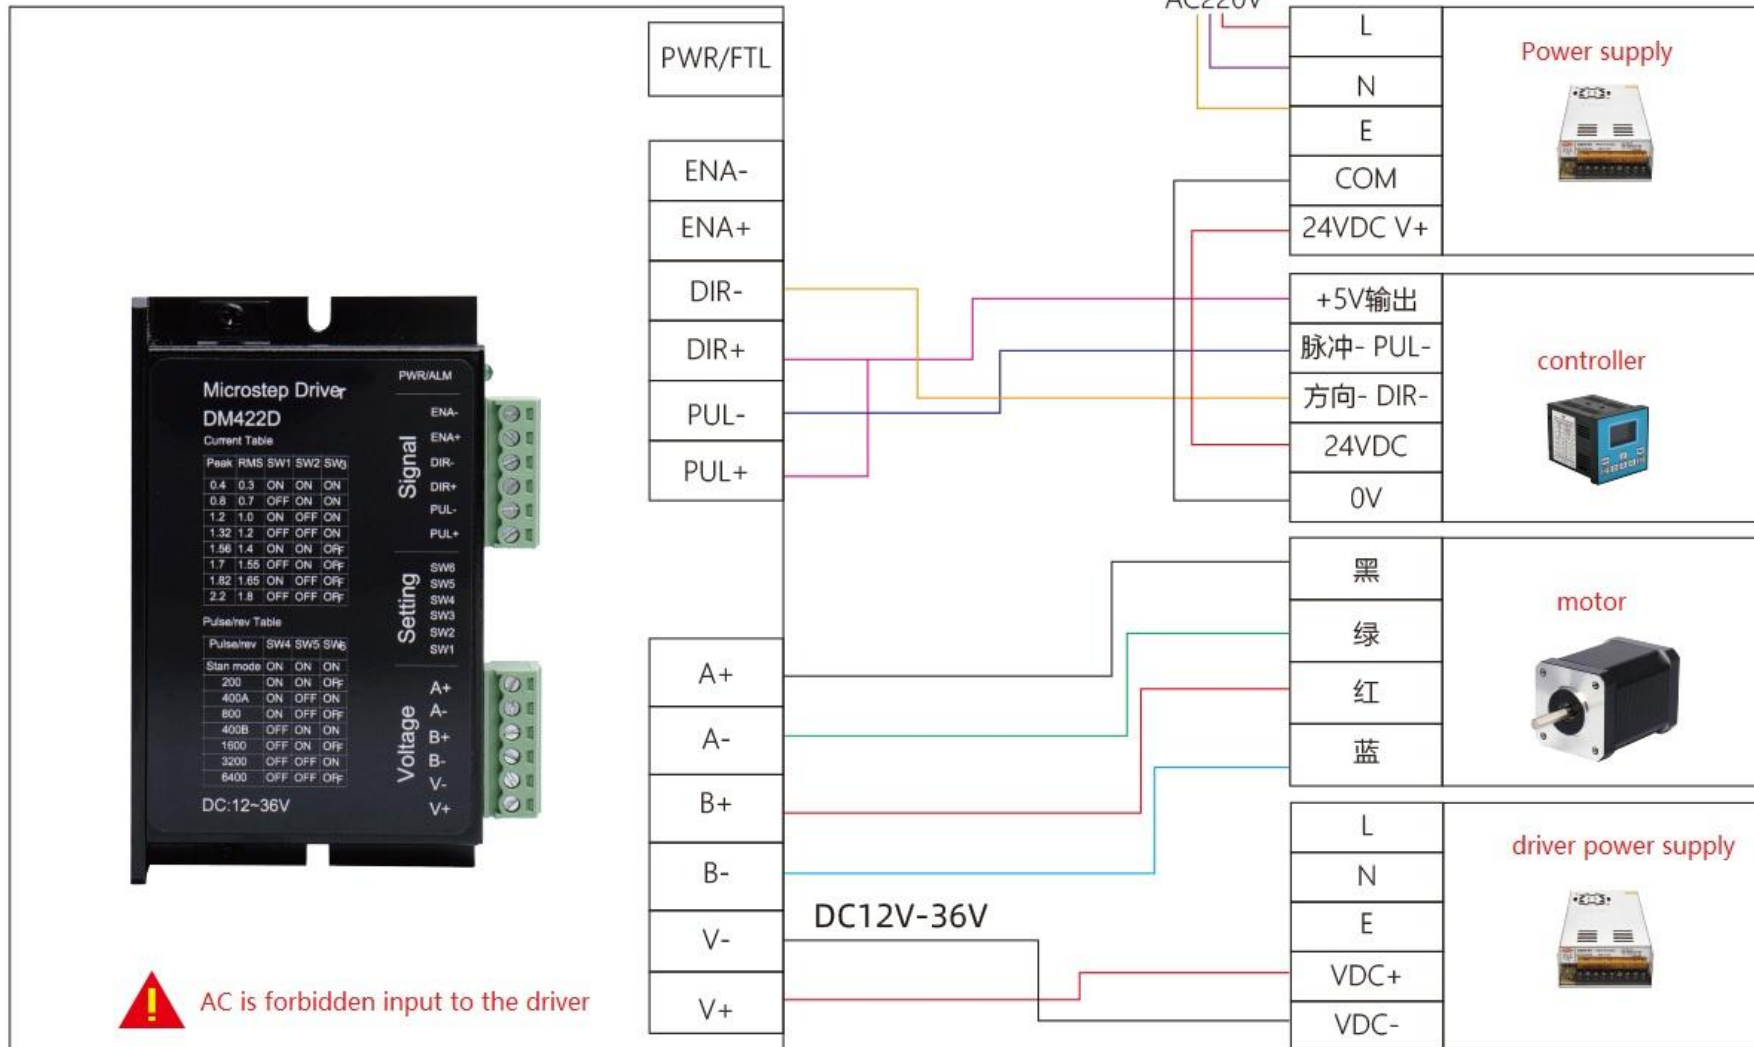 AC220V
PWR/FTL
ENA-
ENA+
DIR-
DIR+
PUL-
PUL+
A+
A-
B+
B-
V-
V+
DC12V-36V
L
N
E
COM
24VDC V+
Power supply
+5V输出
脉冲- PUL-
方向- DIR-
24VDC
0V
controller
黑
绿
红
蓝
motor
L
N
E
VDC+
VDC-
driver power supply
Microstep Driver
DM422D
Current Table
Peak RMS SW1 SW2 SW3
0.4 0.3 ON ON ON
0.8 0.7 OFF ON ON
1.2 1.0 ON OFF ON
1.32 1.2 OFF OFF ON
1.56 1.4 ON ON OFF
1.7 1.55 OFF ON OFF
1.82 1.65 ON OFF OFF
2.2 1.8 OFF OFF OFF
Pulse/rev Table
Pulse/rev SW4 SW5 SW6
Stan mode ON ON ON
200 ON ON OFF
400A ON OFF ON
800 ON OFF OFF
400B OFF ON ON
1600 OFF ON OFF
3200 OFF OFF ON
6400 OFF OFF OFF
DC:12~36V
PWR/ALM
Signal
ENA-
ENA+
DIR-
DIR+
PUL-
PUL+
Setting
SW6
SW5
SW4
SW3
SW2
SW1
Voltage
A+
A-
B+
B-
V-
V+
AC is forbidden input to the driver